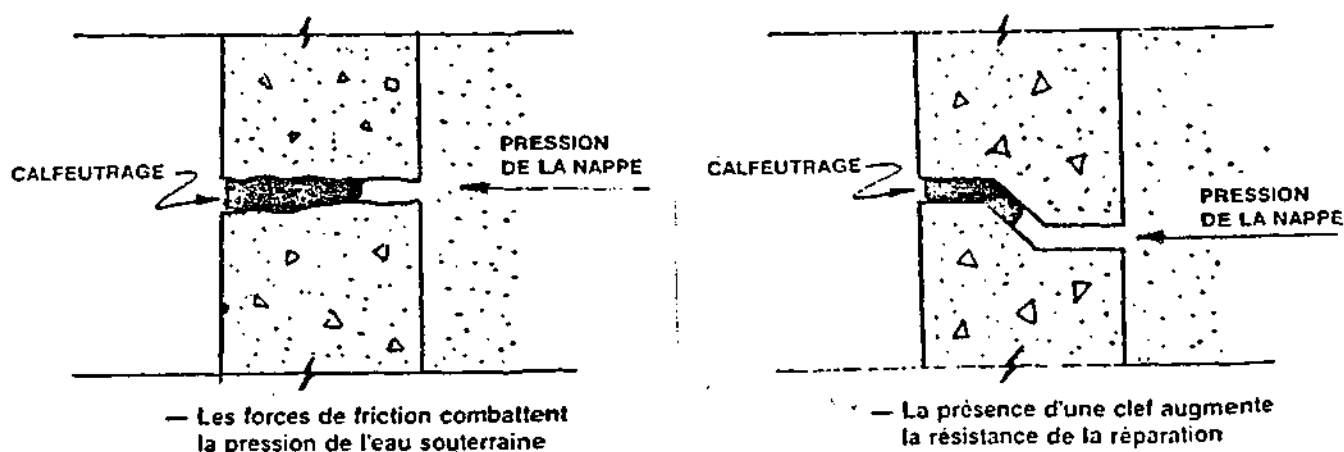 CALFEUTRAGE
PRESSION
DE LA NAPPE
— Les forces de friction combattent
la pression de l'eau souterraine
CALFEUTRAGE
PRESSION
DE LA NAPPE
— La présence d'une clef augmente
la résistance de la réparation